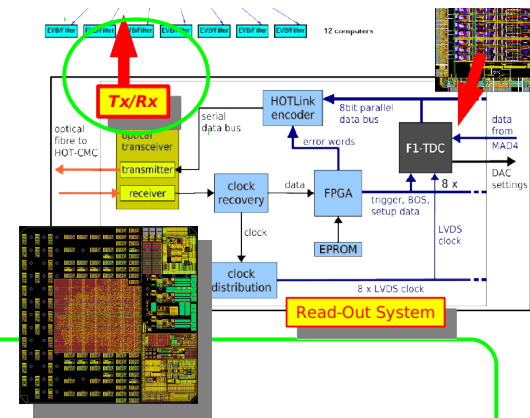 EVB/Filter EVB/Filter EVB/Filter EVB/Filter EVB/Filter EVB/Filter EVB/Filter
12 computers
Tx/Rx
optical
fibre to
HOT-CMC
optical
transceiver
transmitter
receiver
serial
data bus
HOTLink
encoder
8bit parallel
data bus
error words
F1-TDC
data
from
MAD4
DAC
settings
clock
recovery
data
FPGA
8 x
trigger, BOS,
setup data
EPROM
LVDS
clock
clock
clock
distribution
8 x LVDS clock
Read-Out System